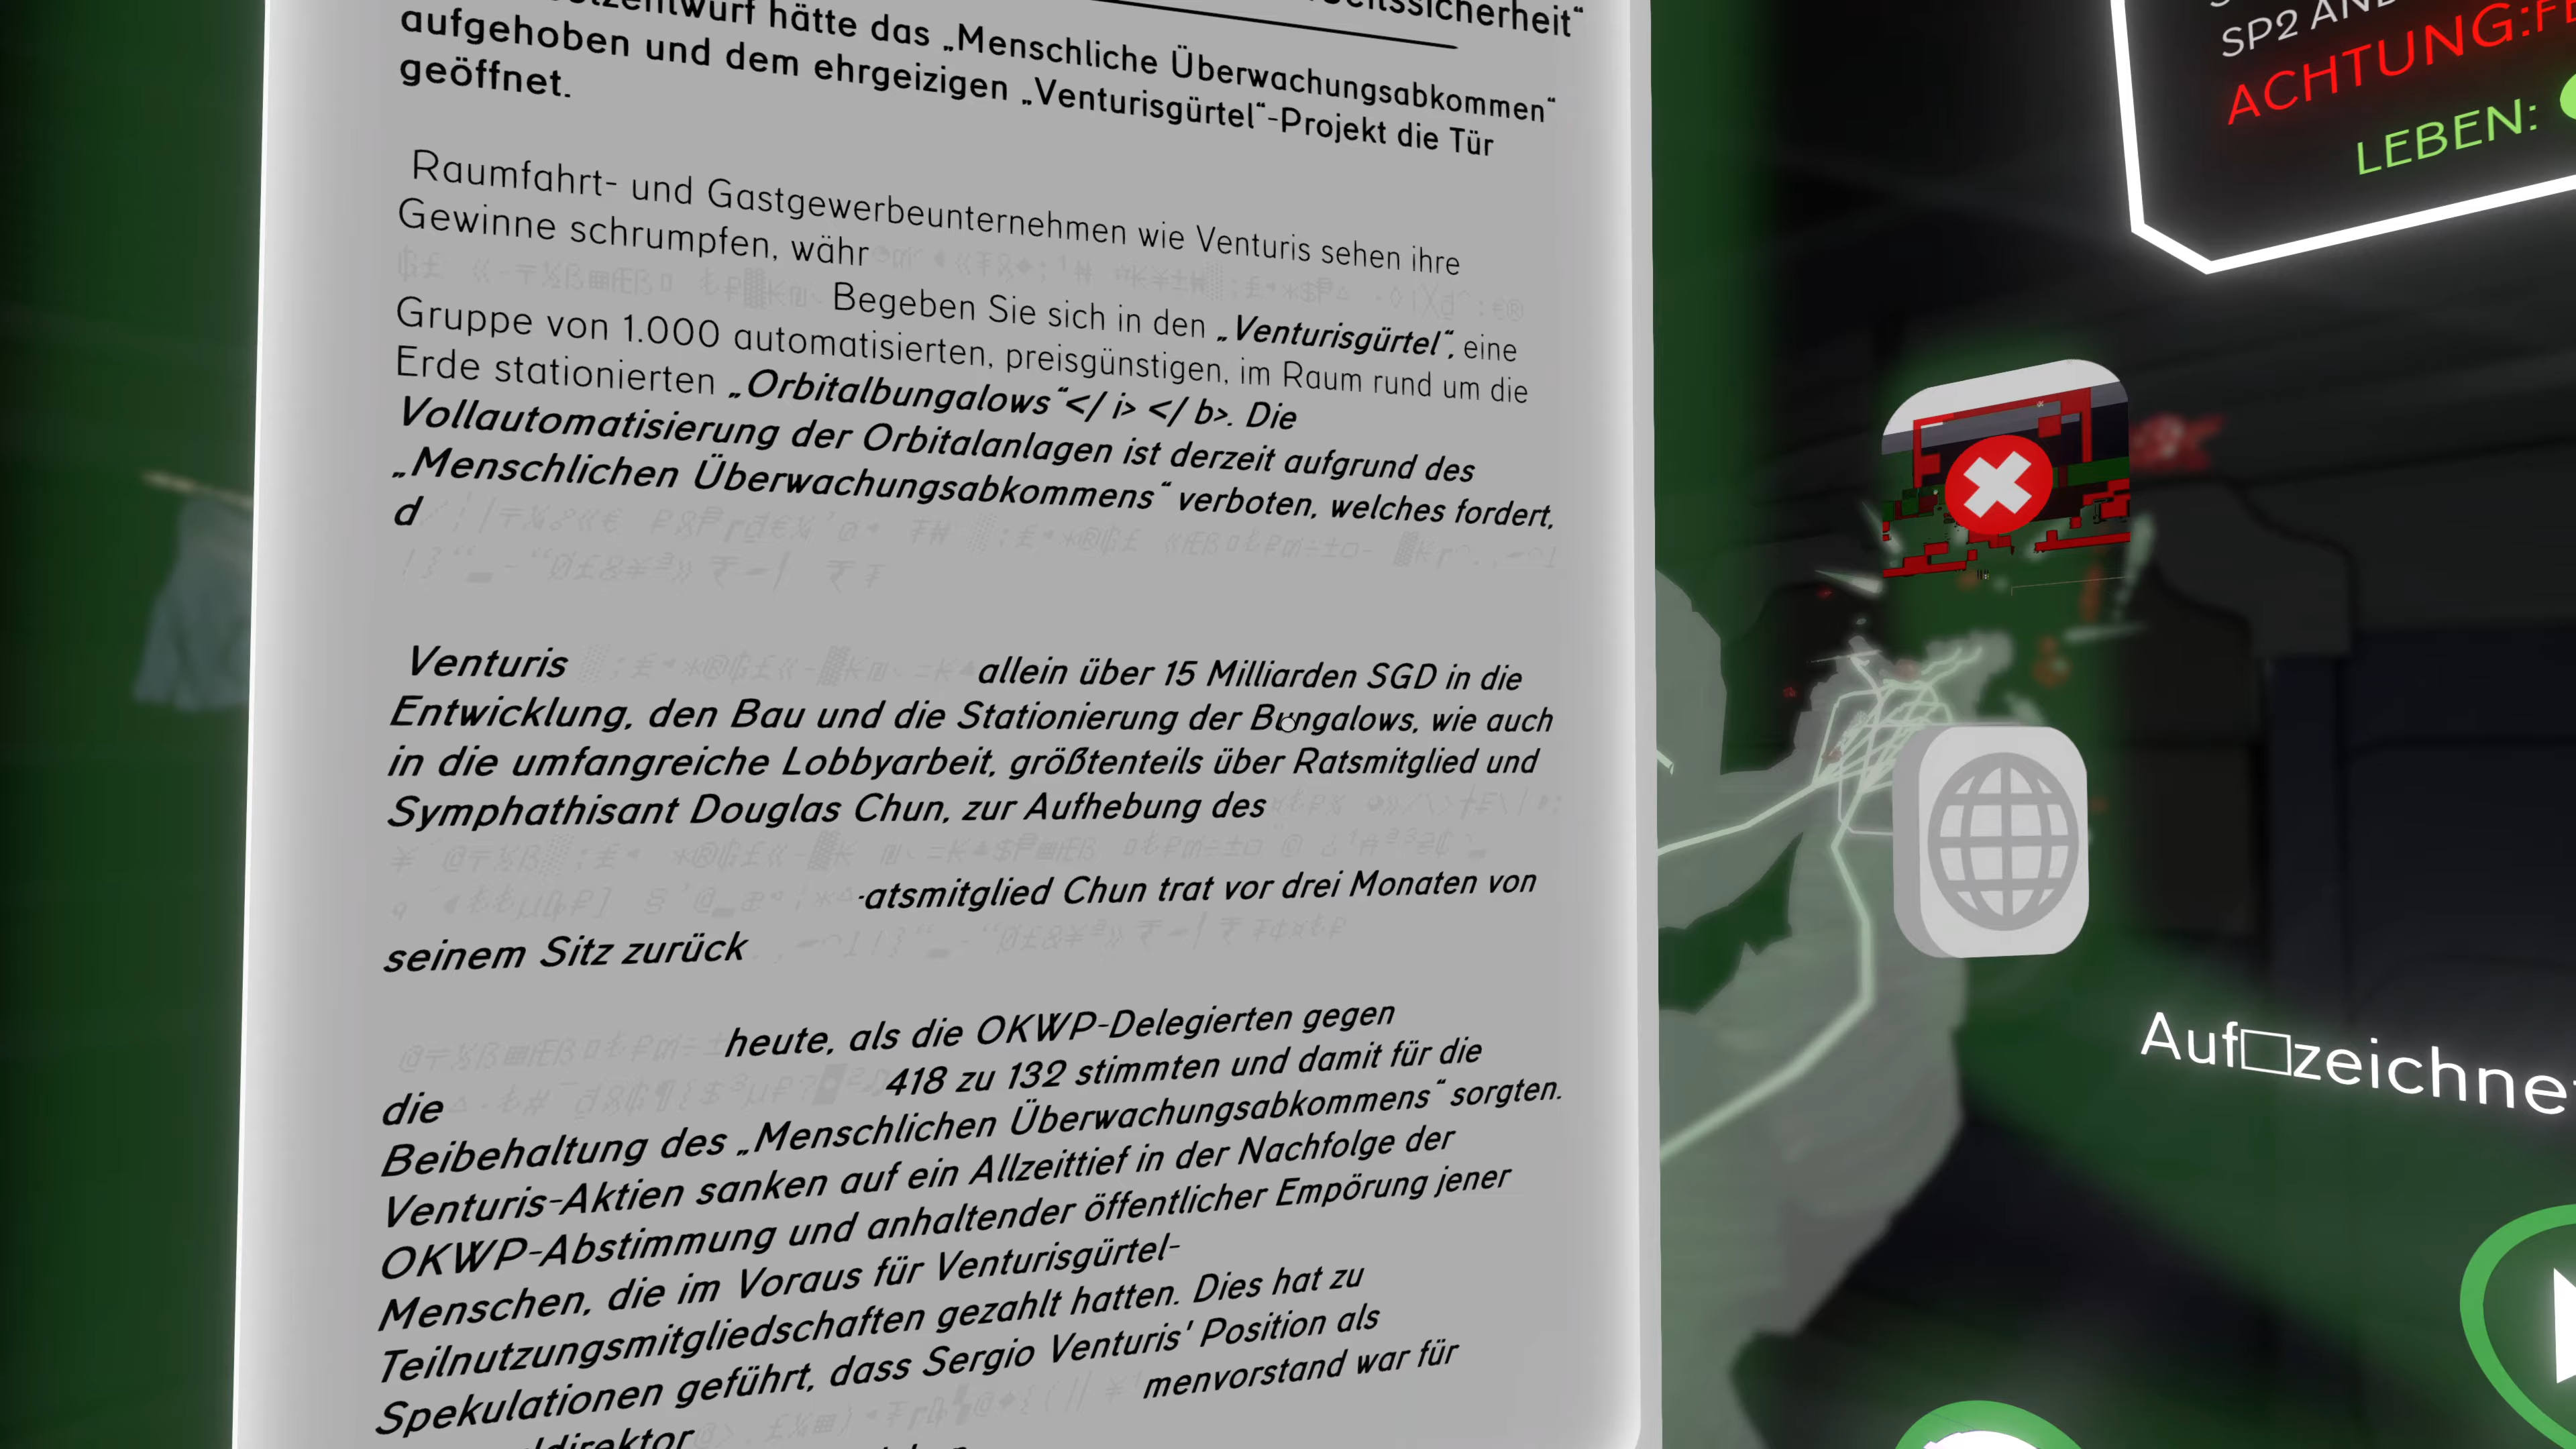 hätte das „Menschliche Überwachungsabkommen“
aufgehoben und dem ehrgeizigen „Venturisgürtel“-Projekt die Tür
geöffnet.
Raumfahrt- und Gastgewerbeunternehmen wie Venturis sehen ihre
Gewinne schrumpfen, währ
Begeben Sie sich in den „Venturisgürtel“, eine
Gruppe von 1.000 automatisierten, preisgünstigen, im Raum rund um die
Erde stationierten „Orbitalbungalows“</ i> </ b>. Die
Vollautomatisierung der Orbitalanlagen ist derzeit aufgrund des
„Menschlichen Überwachungsabkommens“ verboten, welches fordert,
d
Venturis allein über 15 Milliarden SGD in die
Entwicklung, den Bau und die Stationierung der Bungalows, wie auch
in die umfangreiche Lobbyarbeit, größtenteils über Ratsmitglied und
Symphathisant Douglas Chun, zur Aufhebung des
-atsmitglied Chun trat vor drei Monaten von
seinem Sitz zurück
heute, als die OKWP-Delegierten gegen
die 418 zu 132 stimmten und damit für die
Beibehaltung des „Menschlichen Überwachungsabkommens“ sorgten.
Venturis-Aktien sanken auf ein Allzeittief in der Nachfolge der
OKWP-Abstimmung und anhaltender öffentlicher Empörung jener
Menschen, die im Voraus für Venturisgürtel-
Teilnutzungsmitgliedschaften gezahlt hatten. Dies hat zu
Spekulationen geführt, dass Sergio Venturis' Position als
menvorstand war für
SP2
ACHTUNG:
LEBEN:
Auf□zeichne